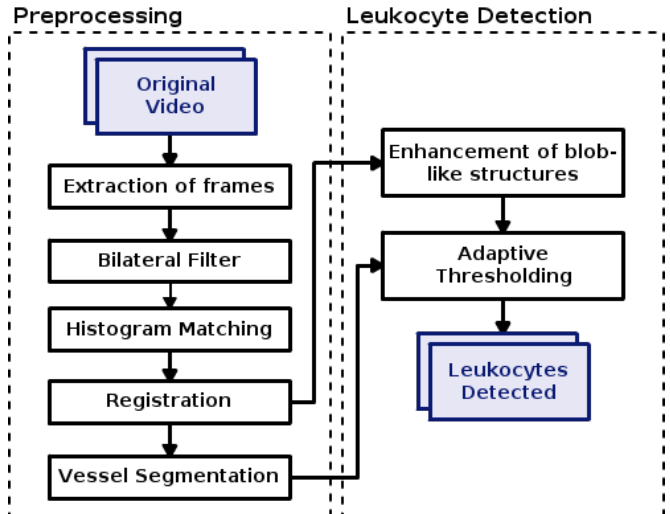 Preprocessing
Original
Video
Extraction of frames
Bilateral Filter
Histogram Matching
Registration
Vessel Segmentation
Leukocyte Detection
Enhancement of blob-
like structures
Adaptive
Thresholding
Leukocytes
Detected